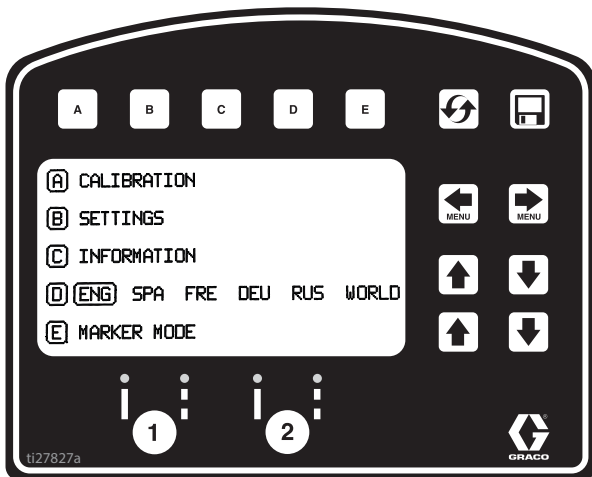 A B C D E
MENU MENU
A CALIBRATION
B SETTINGS
C INFORMATION
D ENG SPA FRE DEU RUS WORLD
E MARKER MODE
1 2
ti27827a
GRACO